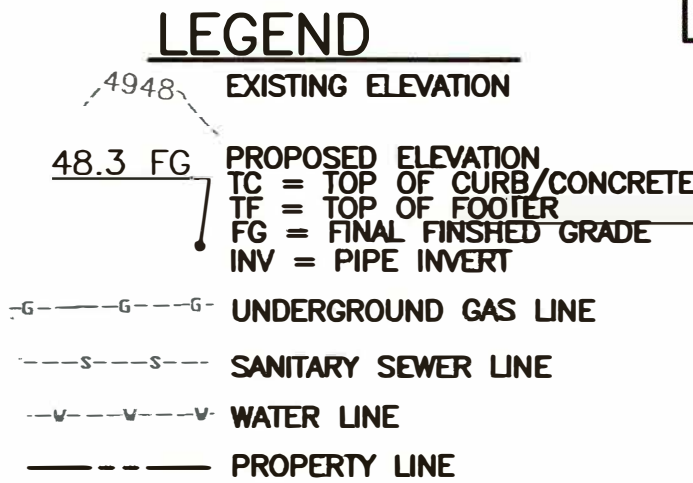 LEGEND
4948 EXISTING ELEVATION
48.3 FG PROPOSED ELEVATION
TC = TOP OF CURB/CONCRETE
TF = TOP OF FOOTER
FG = FINAL FINSHED GRADE
INV = PIPE INVERT
G G G UNDERGROUND GAS LINE
S S SANITARY SEWER LINE
W W W WATER LINE
PROPERTY LINE